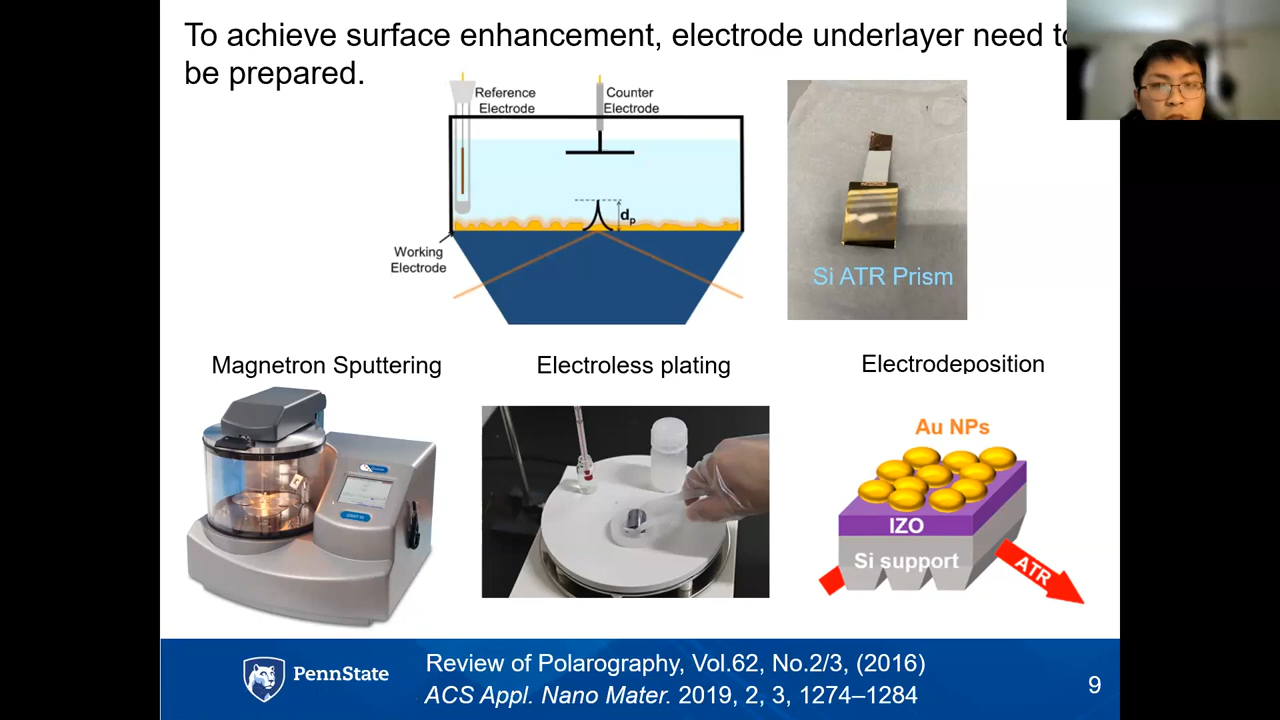 To achieve surface enhancement, electrode underlayer need to
be prepared.
Reference
Electrode
Counter
Electrode
dp
Working
Electrode
Si ATR Prism
Magnetron Sputtering
Electroless plating
Electrodeposition
Au NPs
IZO
Si support
ATR
PennState
Review of Polarography, Vol.62, No.2/3, (2016)
ACS Appl. Nano Mater. 2019, 2, 3, 1274–1284
9